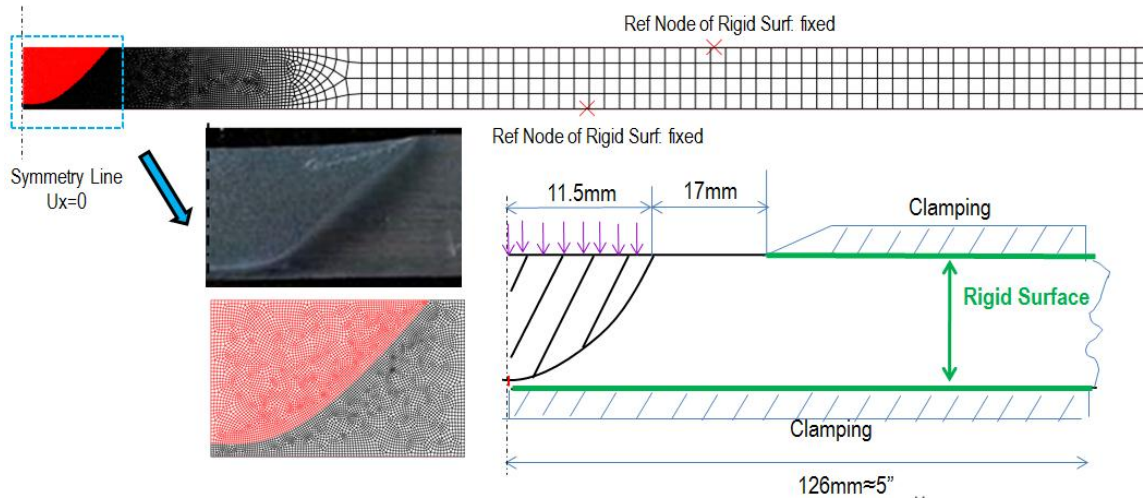 Ref Node of Rigid Surf: fixed
Ref Node of Rigid Surf: fixed
Symmetry Line
Ux=0
11.5mm
17mm
Clamping
Rigid Surface
Clamping
126mm≈5”